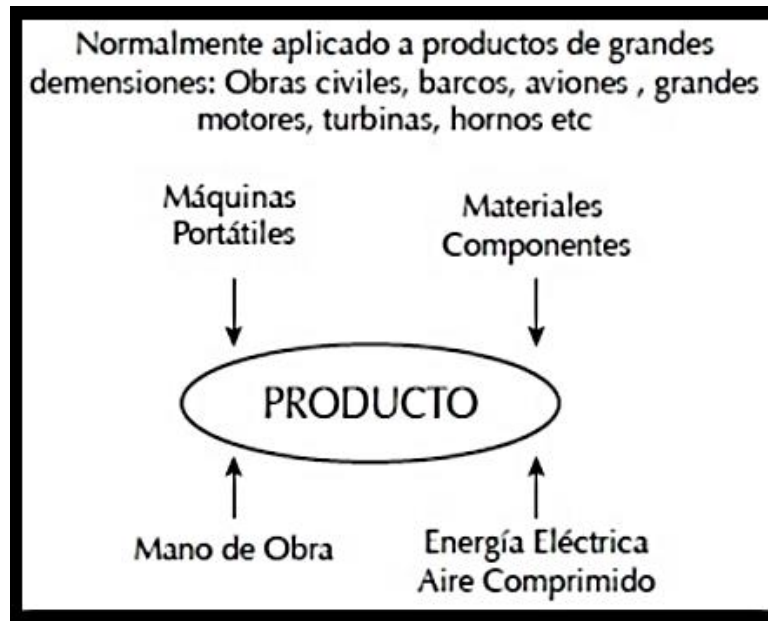 Normalmente aplicado a productos de grandes
demensiones: Obras civiles, barcos, aviones , grandes
motores, turbinas, hornos etc
Máquinas
Portátiles
Materiales
Componentes
PRODUCTO
Mano de Obra
Energía Eléctrica
Aire Comprimido